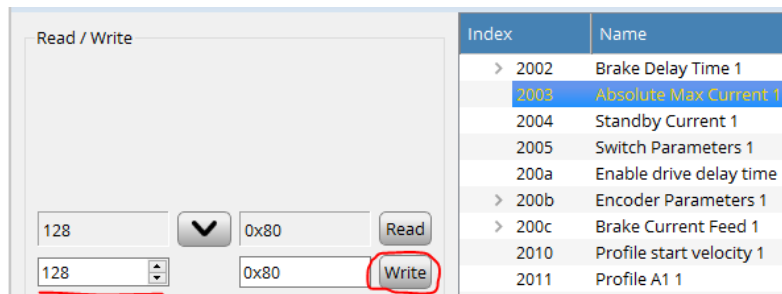 Read / Write
128 0x80 Read
128 0x80 Write
Index Name
2002 Brake Delay Time 1
2003 Absolute Max Current 1
2004 Standby Current 1
2005 Switch Parameters 1
200a Enable drive delay time
200b Encoder Parameters 1
200c Brake Current Feed 1
2010 Profile start velocity 1
2011 Profile A1 1